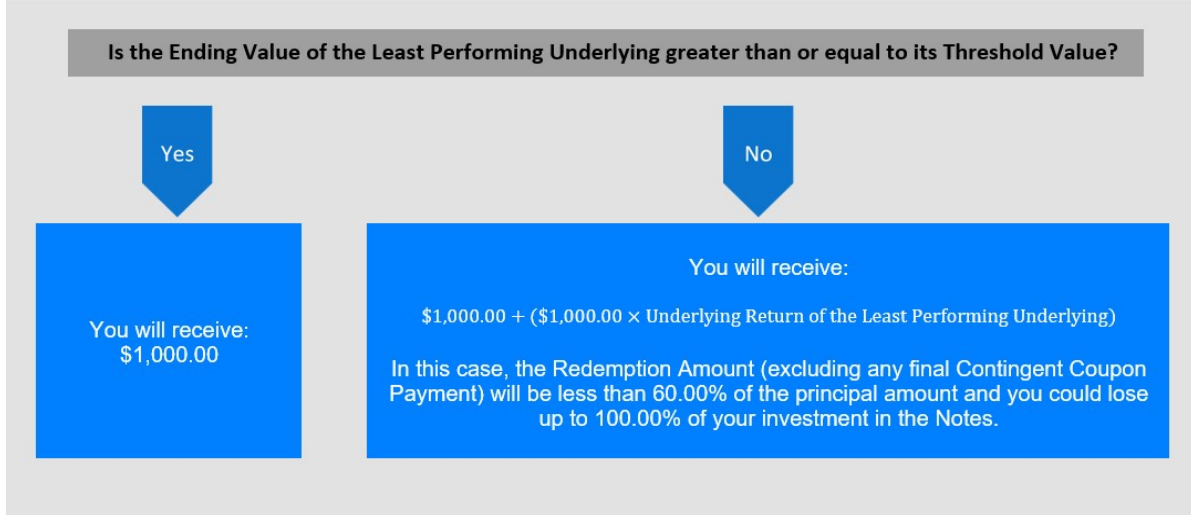 Is the Ending Value of the Least Performing Underlying greater than or equal to its Threshold Value?
Yes
No
You will receive:
$1,000.00
You will receive:
$1,000.00 + ($1,000.00 × Underlying Return of the Least Performing Underlying)
In this case, the Redemption Amount (excluding any final Contingent Coupon
Payment) will be less than 60.00% of the principal amount and you could lose
up to 100.00% of your investment in the Notes.